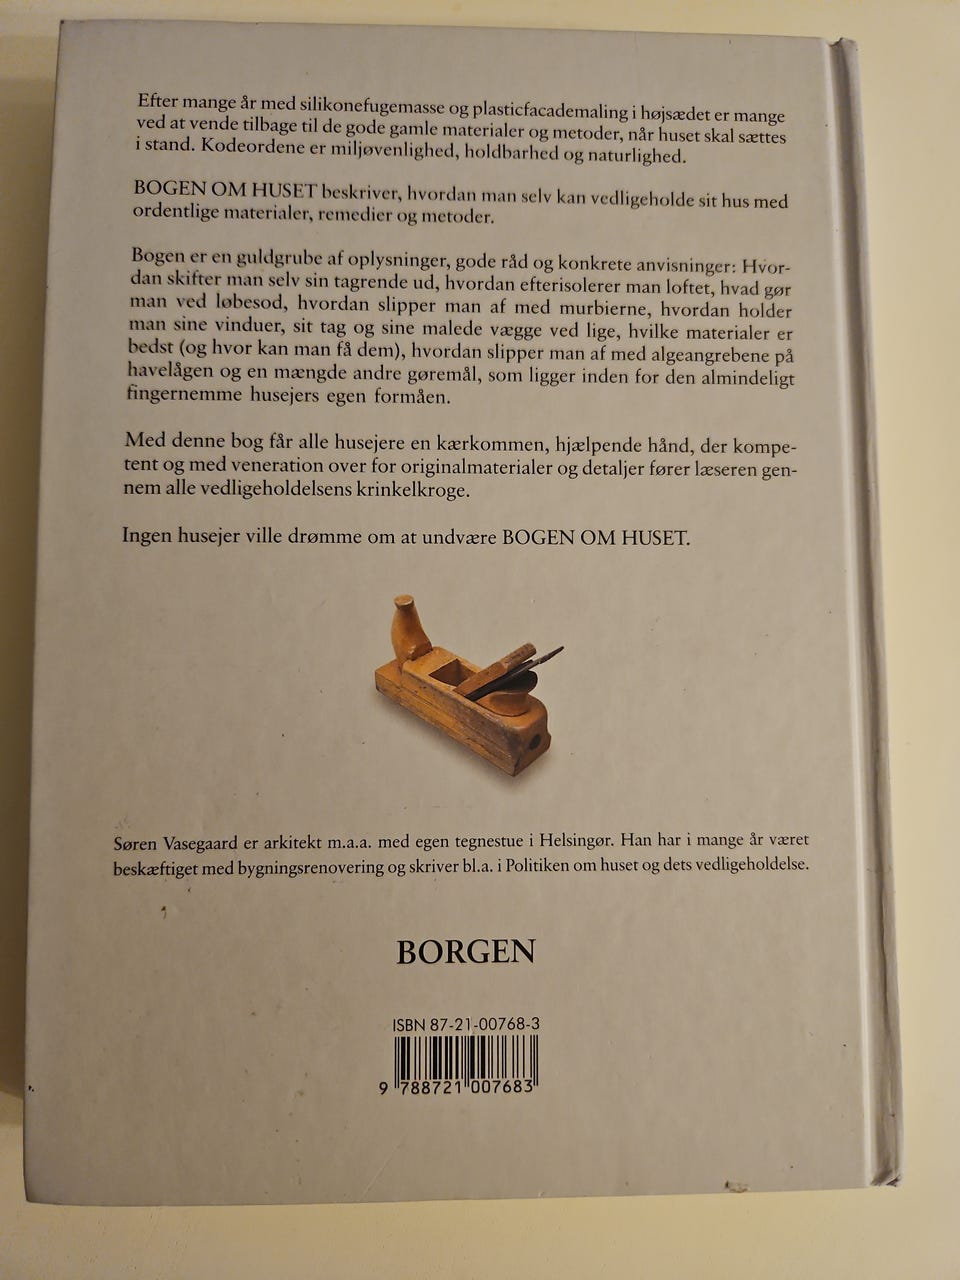 Efter mange år med silikonefugemasse og plasticfacademaling i højsædet er mange
ved at vende tilbage til de gode gamle materialer og metoder, når huset skal sættes
i stand. Kodeordene er miljøvenlighed, holdbarhed og naturlighed.
BOGEN OM HUSET beskriver, hvordan man selv kan vedligeholde sit hus med
ordentlige materialer, remedier og metoder.
Bogen er en guldgrube af oplysninger, gode råd og konkrete anvisninger: Hvor-
dan skifter man selv sin tagrende ud, hvordan efterisolerer man loftet, hvad gør
man ved løbesod, hvordan slipper man af med murbierne, hvordan holder
man sine vinduer, sit tag og sine malede vægge ved lige, hvilke materialer er
bedst (og hvor kan man få dem), hvordan slipper man af med algeangrebene på
havelågen og en mængde andre gøremål, som ligger inden for den almindeligt
fingernemme husejers egen formåen.
Med denne bog får alle husejere en kærkommen, hjælpende hånd, der kompe-
tent og med veneration over for originalmaterialer og detaljer fører læseren gen-
nem alle vedligeholdelsens krinkelkroge.
Ingen husejer ville drømme om at undvære BOGEN OM HUSET.
Søren Vasegaard er arkitekt m.a.a. med egen tegnestue i Helsingør. Han har i mange år været
beskæftiget med bygningsrenovering og skriver bl.a. i Politiken om huset og dets vedligeholdelse.
BORGEN
ISBN 87-21-00768-3
9 788721 007683